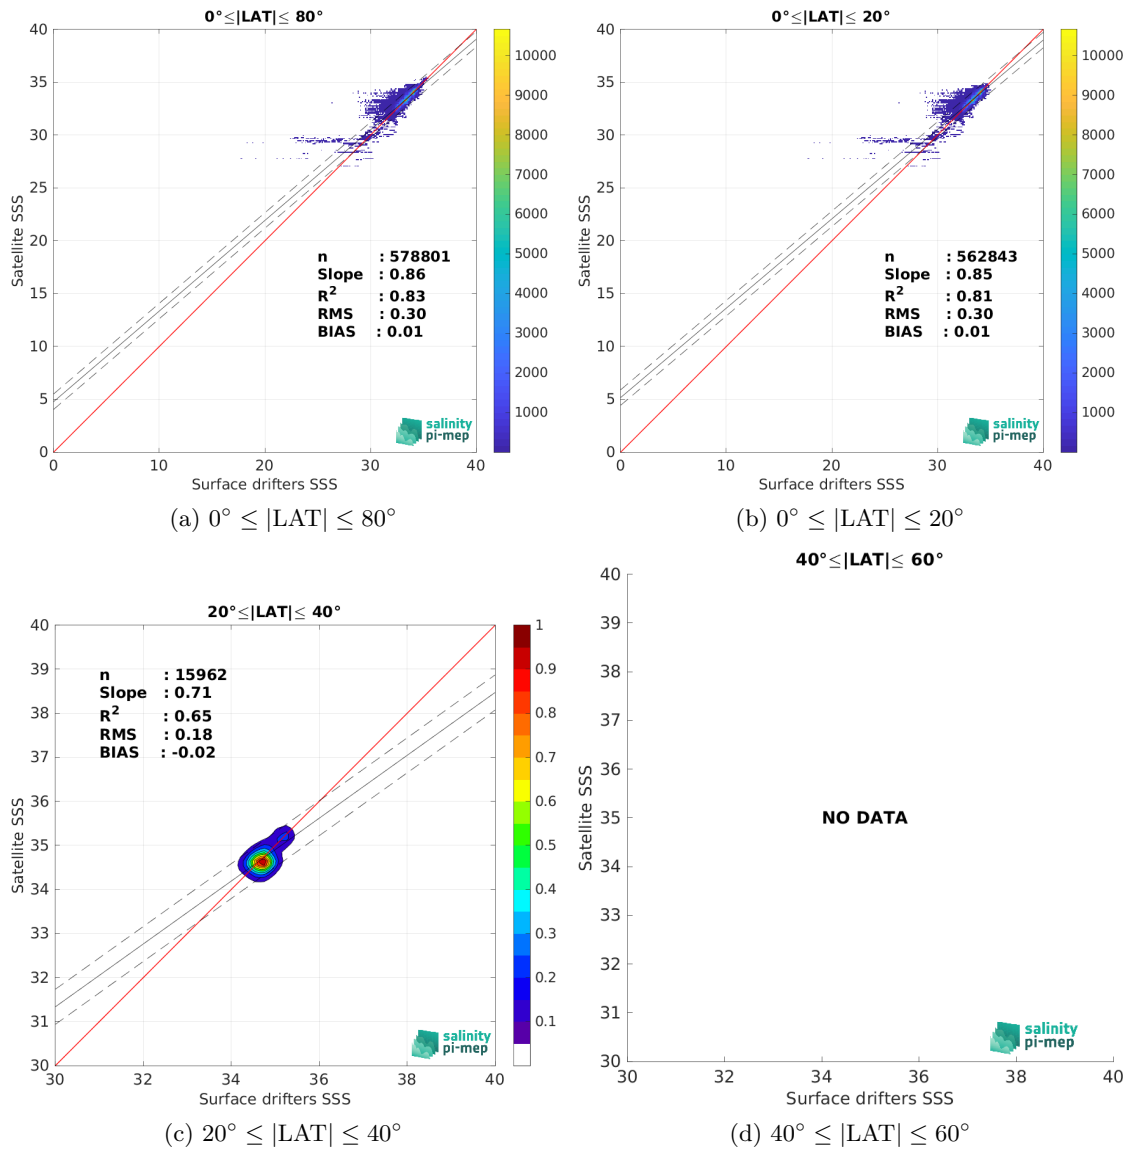 0°≤|LAT|≤ 80°
40
35
30
25
20
15
10
5
0
0
10
20
30
40
Satellite SSS
Surface drifters SSS
n : 578801
Slope : 0.86
R² : 0.83
RMS : 0.30
BIAS : 0.01
salinity
pi-mep
10000
9000
8000
7000
6000
5000
4000
3000
2000
1000
(a) 0° ≤ |LAT| ≤ 80°
0°≤|LAT|≤ 20°
40
35
30
25
20
15
10
5
0
0
10
20
30
40
Satellite SSS
Surface drifters SSS
n : 562843
Slope : 0.85
R² : 0.81
RMS : 0.30
BIAS : 0.01
salinity
pi-mep
10000
9000
8000
7000
6000
5000
4000
3000
2000
1000
(b) 0° ≤ |LAT| ≤ 20°
20°≤|LAT|≤ 40°
40
39
38
37
36
35
34
33
32
31
30
30
32
34
36
38
40
Satellite SSS
Surface drifters SSS
n : 15962
Slope : 0.71
R² : 0.65
RMS : 0.18
BIAS : -0.02
salinity
pi-mep
1
0.9
0.8
0.7
0.6
0.5
0.4
0.3
0.2
0.1
(c) 20° ≤ |LAT| ≤ 40°
40°≤|LAT|≤ 60°
40
39
38
37
36
35
34
33
32
31
30
30
32
34
36
38
40
Satellite SSS
Surface drifters SSS
NO DATA
salinity
pi-mep
(d) 40° ≤ |LAT| ≤ 60°